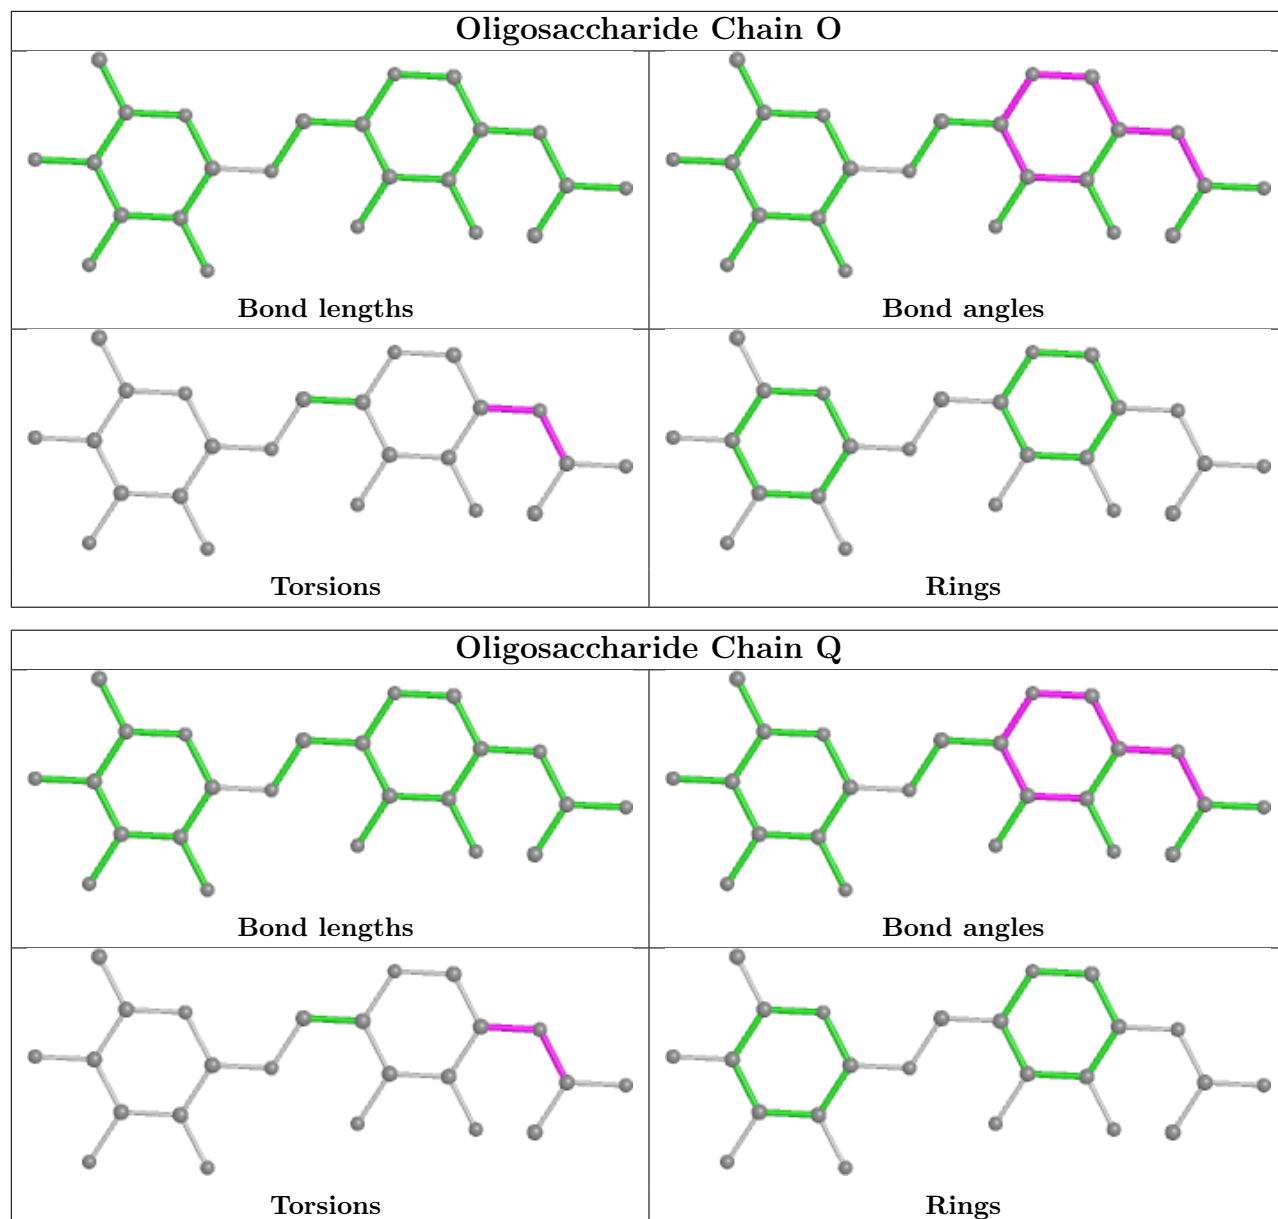 Oligosaccharide Chain O
Bond lengths
Bond angles
Torsions
Rings
Oligosaccharide Chain Q
Bond lengths
Bond angles
Torsions
Rings